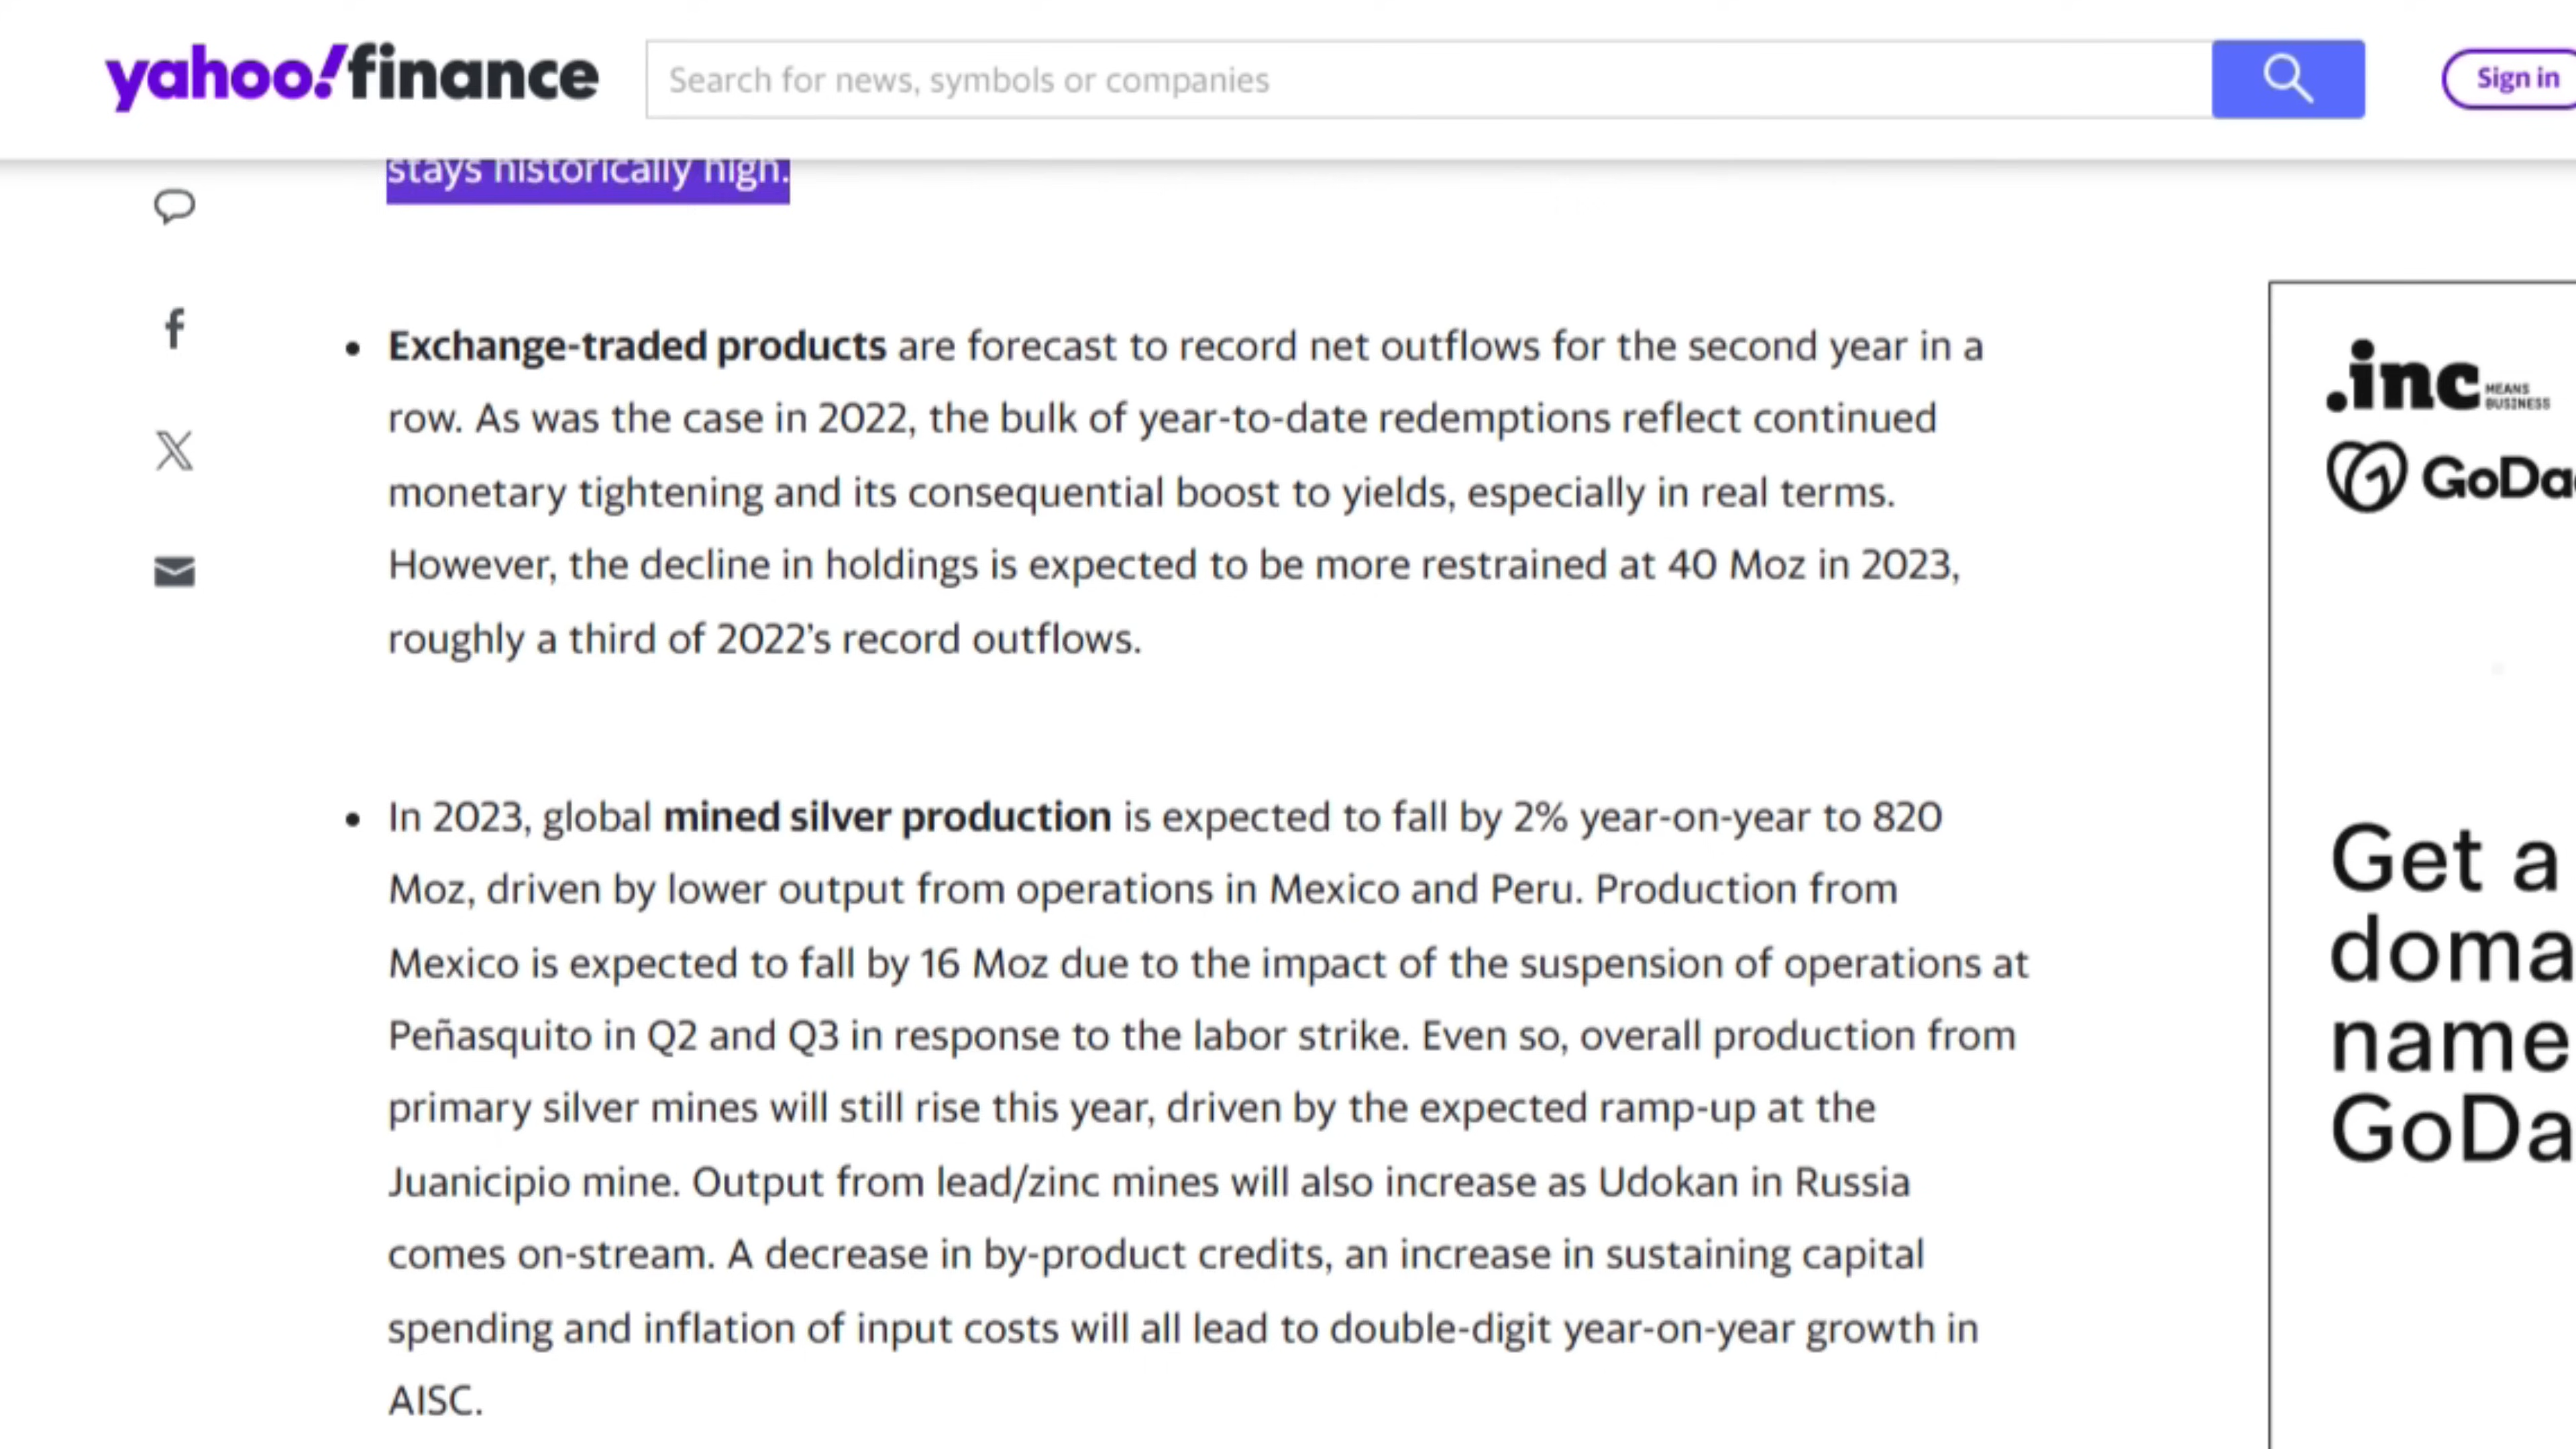 yahoo!finance
Search for news, symbols or companies
Sign in
stays historically high.
Exchange-traded products are forecast to record net outflows for the second year in a
row. As was the case in 2022, the bulk of year-to-date redemptions reflect continued
monetary tightening and its consequential boost to yields, especially in real terms.
However, the decline in holdings is expected to be more restrained at 40 Moz in 2023,
roughly a third of 2022's record outflows.
In 2023, global mined silver production is expected to fall by 2% year-on-year to 820
Moz, driven by lower output from operations in Mexico and Peru. Production from
Mexico is expected to fall by 16 Moz due to the impact of the suspension of operations at
Peñasquito in Q2 and Q3 in response to the labor strike. Even so, overall production from
primary silver mines will still rise this year, driven by the expected ramp-up at the
Juanicipio mine. Output from lead/zinc mines will also increase as Udokan in Russia
comes on-stream. A decrease in by-product credits, an increase in sustaining capital
spending and inflation of input costs will all lead to double-digit year-on-year growth in
AISC.
.inc MEANS
BUSINESS
GoDa
Get a
doma
name
GoDa